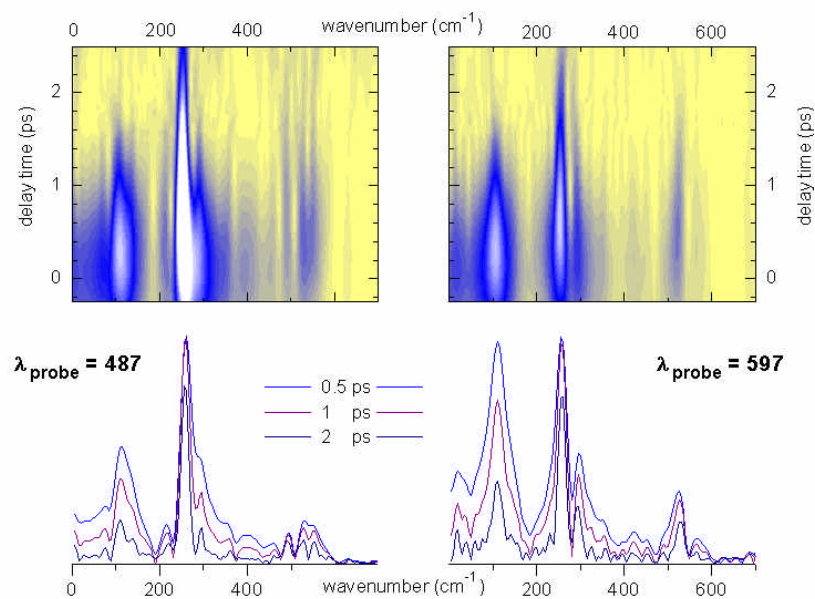 wavenumber (cm-1)
0 200 400 0 200 400 600
delay time (ps)
2
1
0
2
1
0
delay time (ps)
λprobe = 487
λprobe = 597
0.5 ps
1 ps
2 ps
0 200 400 0 200 400 600
wavenumber (cm-1)